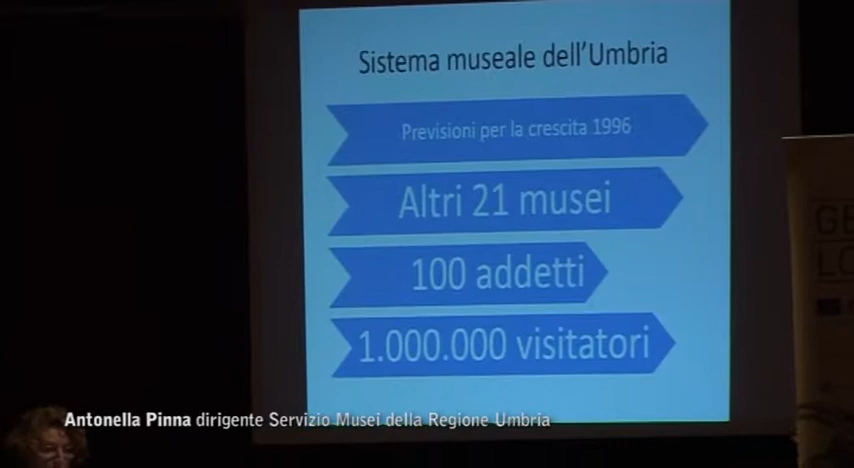 Sistema museale dell'Umbria
Previsioni per la crescita 1996
Altri 21 musei
100 addetti
1.000.000 visitatori
Antonella Pinna dirigente Servizio Musei della Regione Umbria